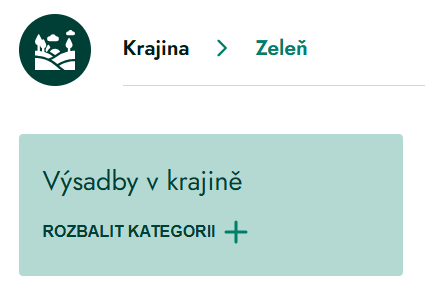 Krajina > Zeleň
Výsadby v krajině
ROZBALIT KATEGORII +